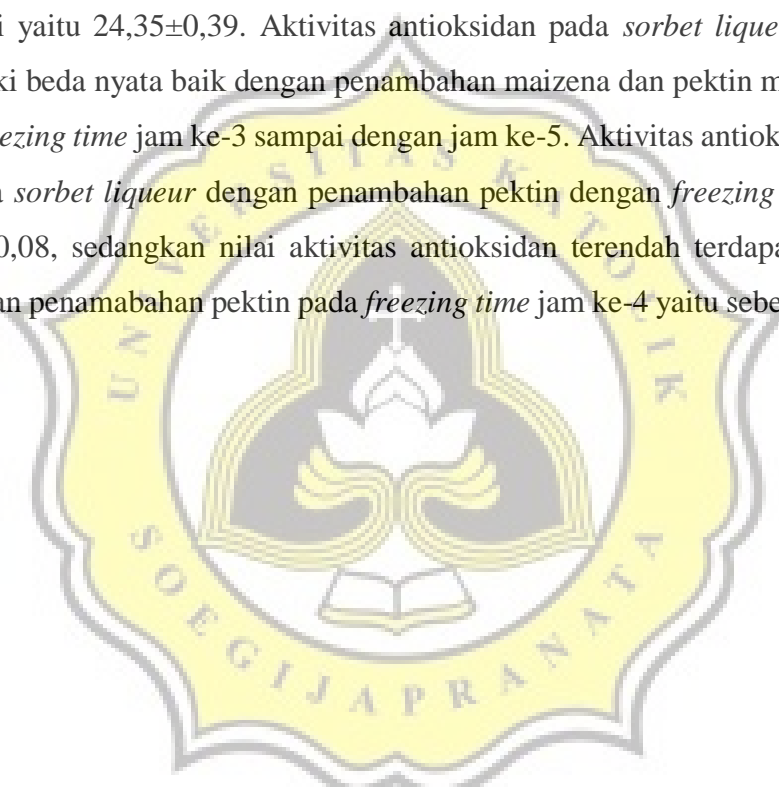 i yaitu 24,35±0,39. Aktivitas antioksidan pada sorbet lique
ki beda nyata baik dengan penambahan maizena dan pektin m
ezing time jam ke-3 sampai dengan jam ke-5. Aktivitas antiok
sorbet liqueur dengan penambahan pektin dengan freezing
0,08, sedangkan nilai aktivitas antioksidan terendah terdapa
an penamabahan pektin pada freezing time jam ke-4 yaitu sebe
UNIVERSITAS KATOLIK
SOEGIJAPRANATA